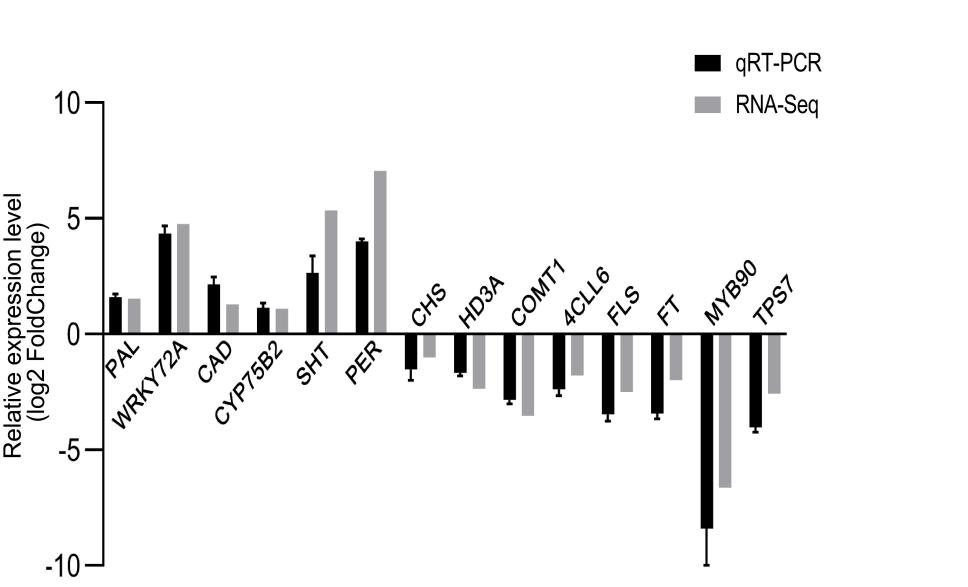 qRT-PCR
RNA-Seq
Relative expression level
(log2 FoldChange)
10
5
0
-5
-10
PAL
WRKY72A
CAD
CYP75B2
SHT
PER
CHS
HD3A
COMT1
4CLL6
FLS
FT
MYB90
TPS7